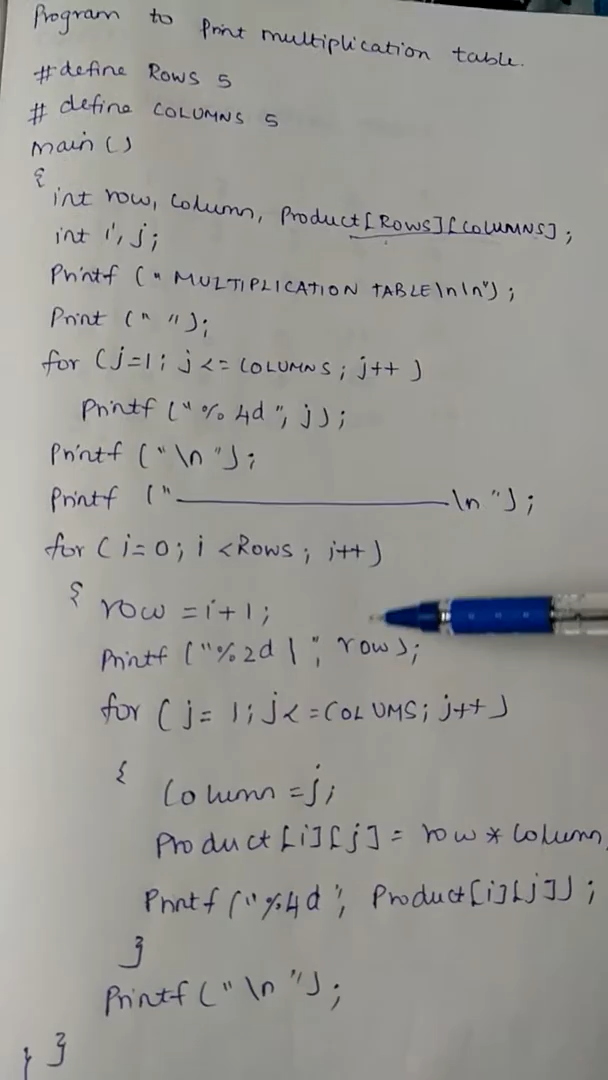 Program to Print multiplication table.
#define ROWS 5
# define COLUMNS 5
main ()
{
int row, column, Product[ROWS][COLUMNS];
int i, j;
Printf (" MULTIPLICATION TABLE\n\n");
Print (" ");
for (j=1; j<= COLUMNS; j++)
Printf ("%4d", j);
Printf ("\n");
Printf ("——————————\n");
for (i=0; i<ROWS; i++)
{ row =i+1;
Printf ("%2d |", row);
for (j= 1; j<=COLUMS; j++)
{ Column =j;
Product[i][j]= row * Column
Printf ("%4d", Product[i][j]);
}
Printf ("\n");
} }